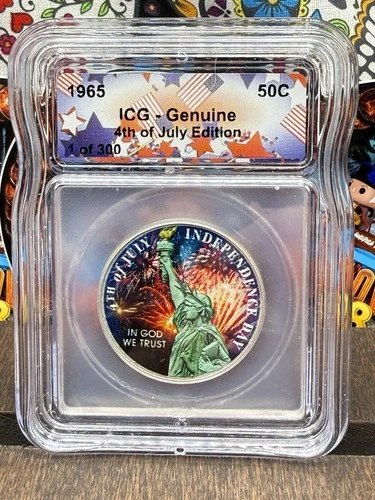 1965 50C
ICG - Genuine
4th of July Edition
1 of 300
4TH OF JULY INDEPENDENCE DAY
IN GOD
WE TRUST